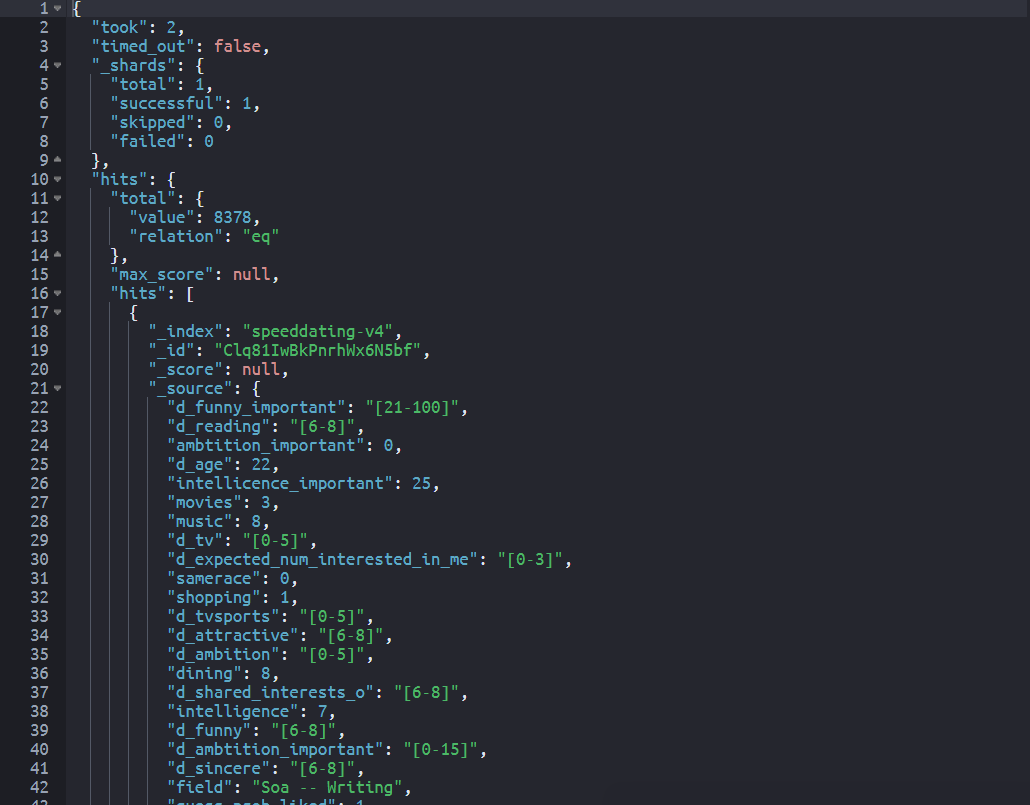 1 {
2 "took": 2,
3 "timed_out": false,
4 "_shards": {
5 "total": 1,
6 "successful": 1,
7 "skipped": 0,
8 "failed": 0
9 },
10 "hits": {
11 "total": {
12 "value": 8378,
13 "relation": "eq"
14 },
15 "max_score": null,
16 "hits": [
17 {
18 "_index": "speeddating-v4",
19 "_id": "Clq81IwBkPnrhWx6N5bf",
20 "_score": null,
21 "_source": {
22 "d_funny_important": "[21-100]",
23 "d_reading": "[6-8]",
24 "ambtition_important": 0,
25 "d_age": 22,
26 "intellicence_important": 25,
27 "movies": 3,
28 "music": 8,
29 "d_tv": "[0-5]",
30 "d_expected_num_interested_in_me": "[0-3]",
31 "samerace": 0,
32 "shopping": 1,
33 "d_tvsports": "[0-5]",
34 "d_attractive": "[6-8]",
35 "d_ambition": "[0-5]",
36 "dining": 8,
37 "d_shared_interests_o": "[6-8]",
38 "intelligence": 7,
39 "d_funny": "[6-8]",
40 "d_ambtition_important": "[0-15]",
41 "d_sincere": "[6-8]",
42 "field": "Soa -- Writing",